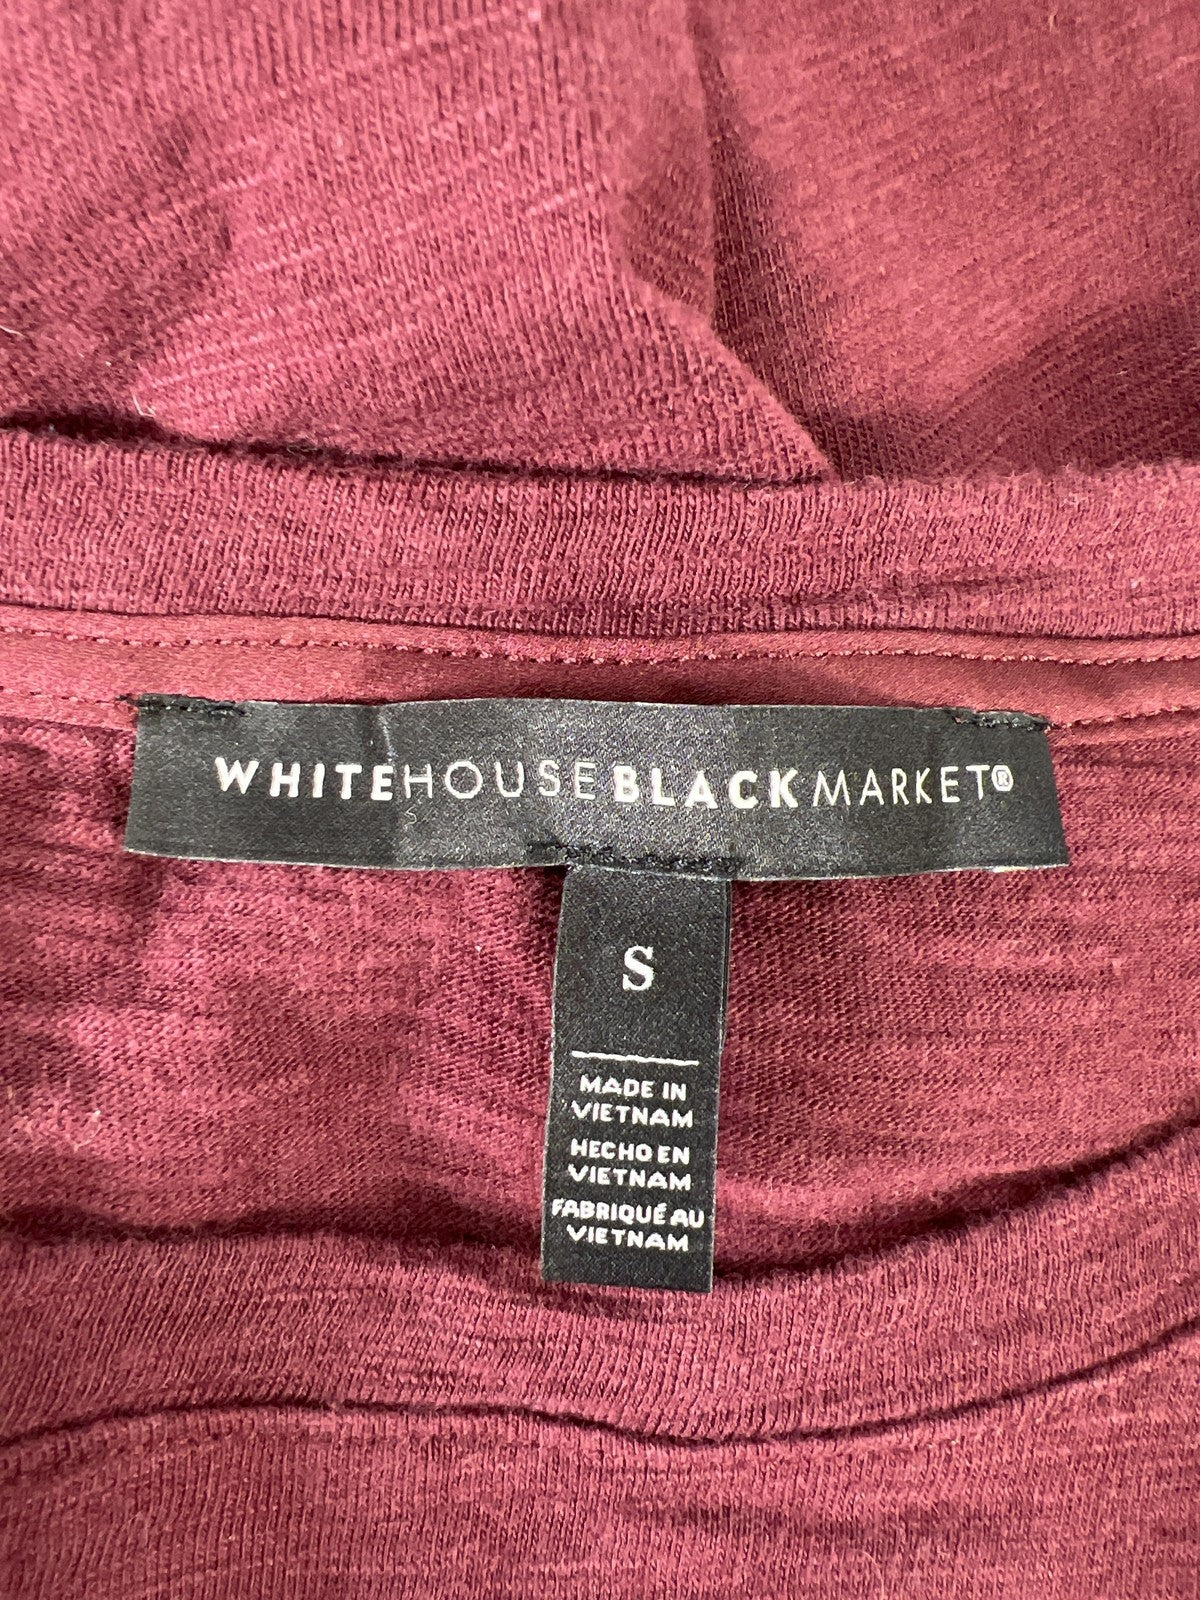 WHITEHOUSEBLACKMARKET®
S
MADE IN
VIETNAM
HECHO EN
VIETNAM
FABRIQUÉ AU
VIETNAM